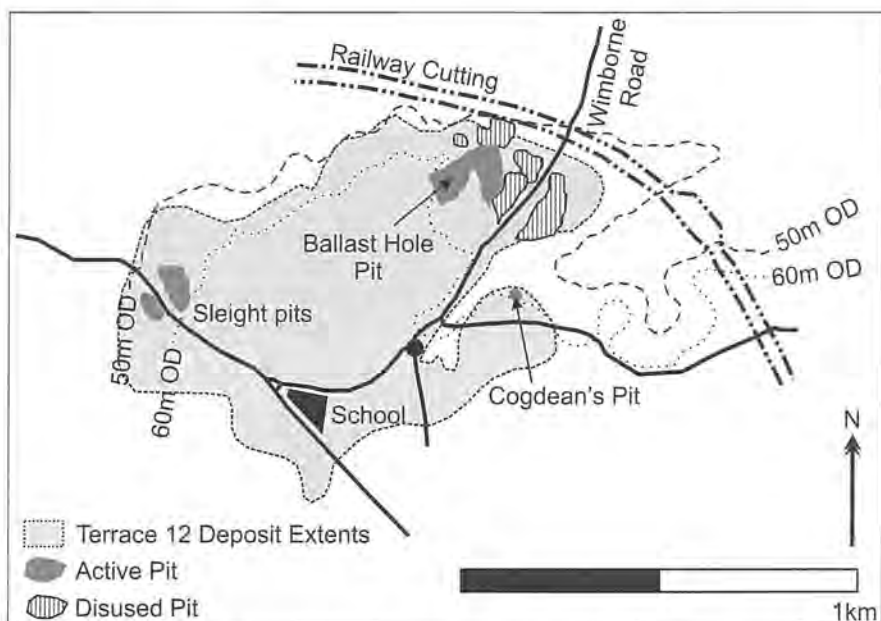 Railway Cutting
Wimborne
Road
Ballast Hole
Pit
50m OD
60m OD
Sleight pits
50m OD
60m OD
School
Cogdean's Pit
N
Terrace 12 Deposit Extents
Active Pit
Disused Pit
1km